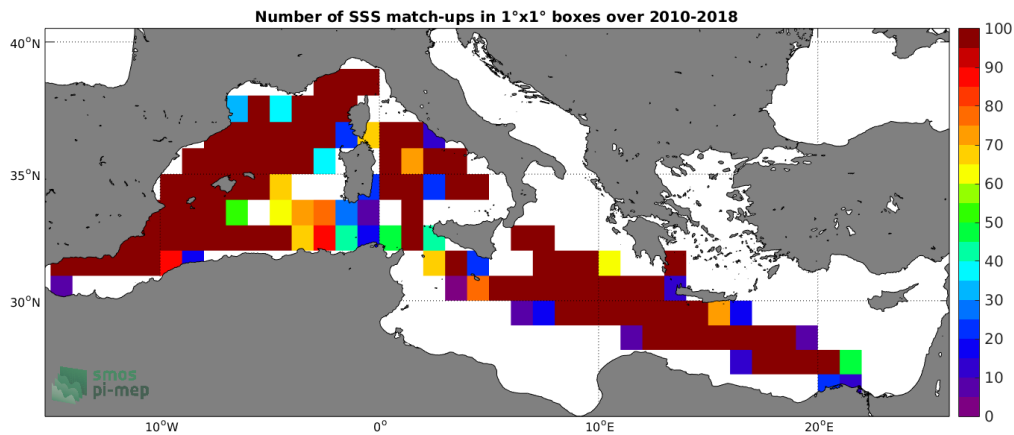 Number of SSS match-ups in 1°x1° boxes over 2010-2018
40°N
35°N
30°N
10°W
0°
10°E
20°E
100
90
80
70
60
50
40
30
20
10
0
smos
pi-mep